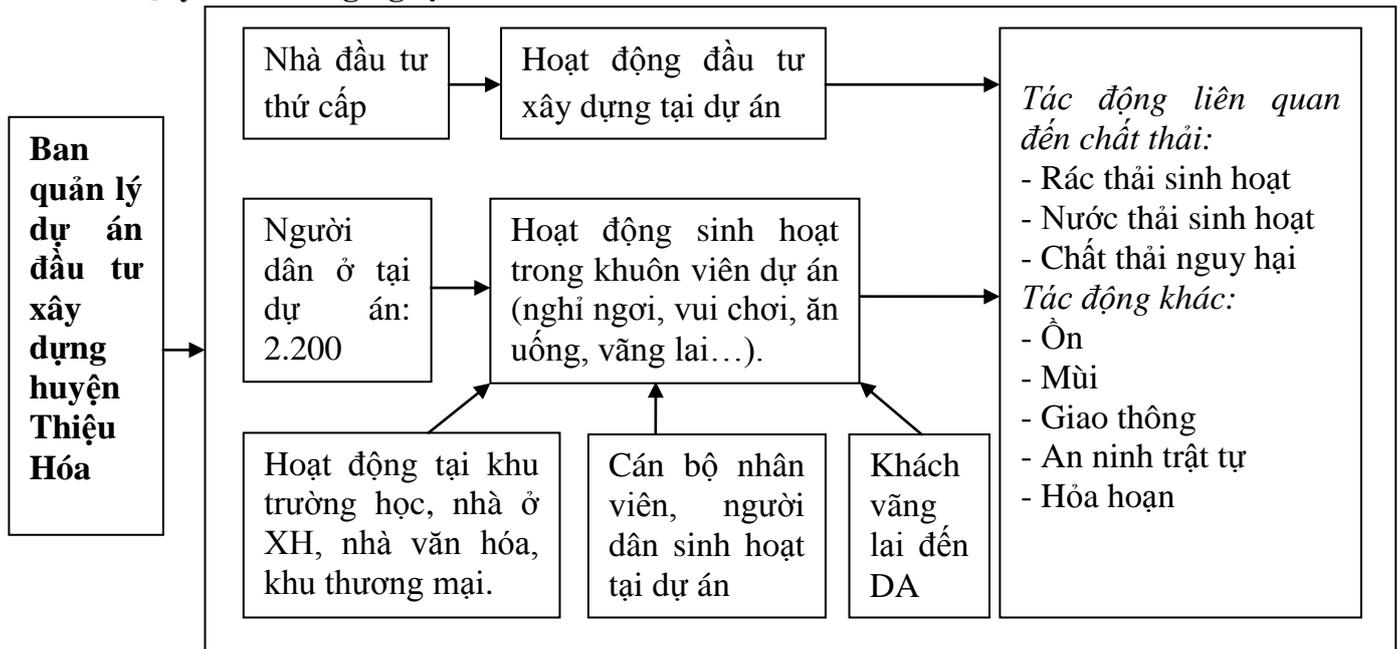 Ban
quản lý
dự án
đầu tư
xây
dựng
huyện
Thiệu
Hóa
Nhà đầu tư
thứ cấp
Hoạt động đầu tư
xây dựng tại dự án
Người
dân ở tại
dự án:
2.200
Hoạt động sinh hoạt
trong khuôn viên dự án
(nghỉ ngơi, vui chơi, ăn
uống, vãng lai…).
Hoạt động tại khu
trường học, nhà ở
XH, nhà văn hóa,
khu thương mại.
Cán bộ nhân
viên, người
dân sinh hoạt
tại dự án
Khách
vãng
lai đến
DA
Tác động liên quan
đến chất thải:
- Rác thải sinh hoạt
- Nước thải sinh hoạt
- Chất thải nguy hại
Tác động khác:
- Ồn
- Mùi
- Giao thông
- An ninh trật tự
- Hỏa hoạn